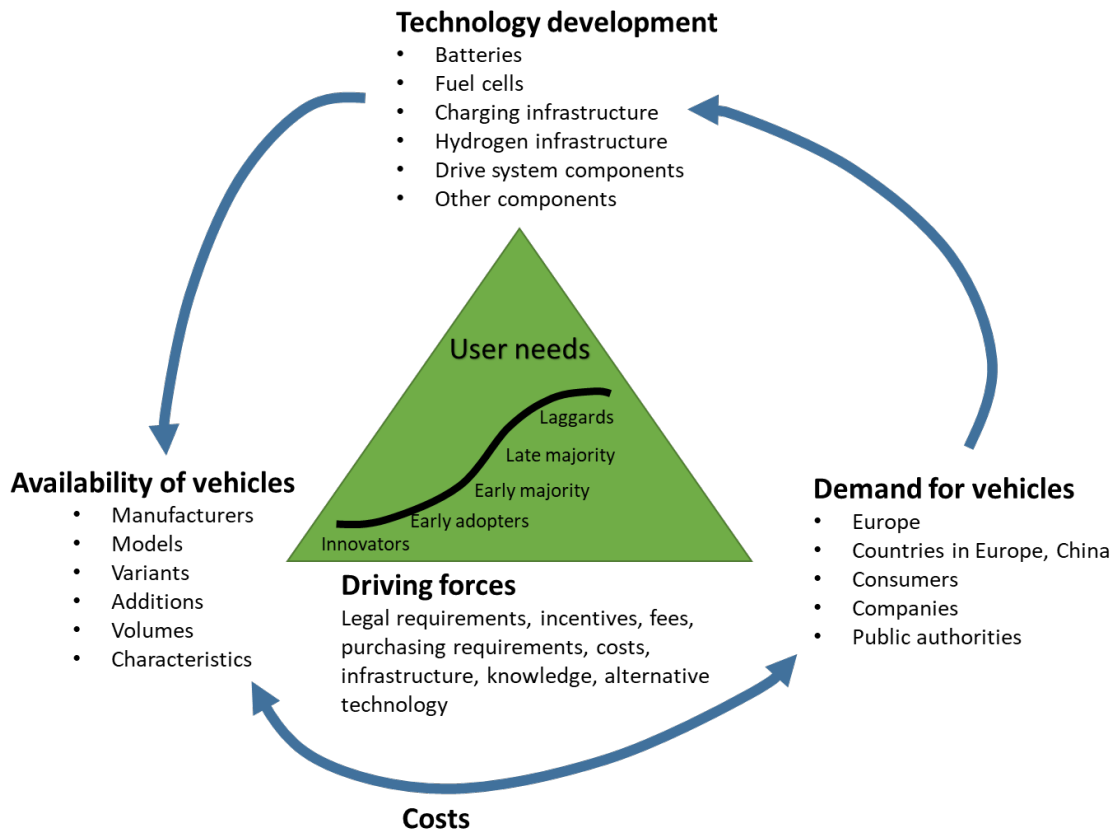 Technology development
• Batteries
• Fuel cells
• Charging infrastructure
• Hydrogen infrastructure
• Drive system components
• Other components
User needs
Laggards
Late majority
Early majority
Early adopters
Innovators
Availability of vehicles
• Manufacturers
• Models
• Variants
• Additions
• Volumes
• Characteristics
Driving forces
Legal requirements, incentives, fees,
purchasing requirements, costs,
infrastructure, knowledge, alternative
technology
Demand for vehicles
• Europe
• Countries in Europe, China
• Consumers
• Companies
• Public authorities
Costs